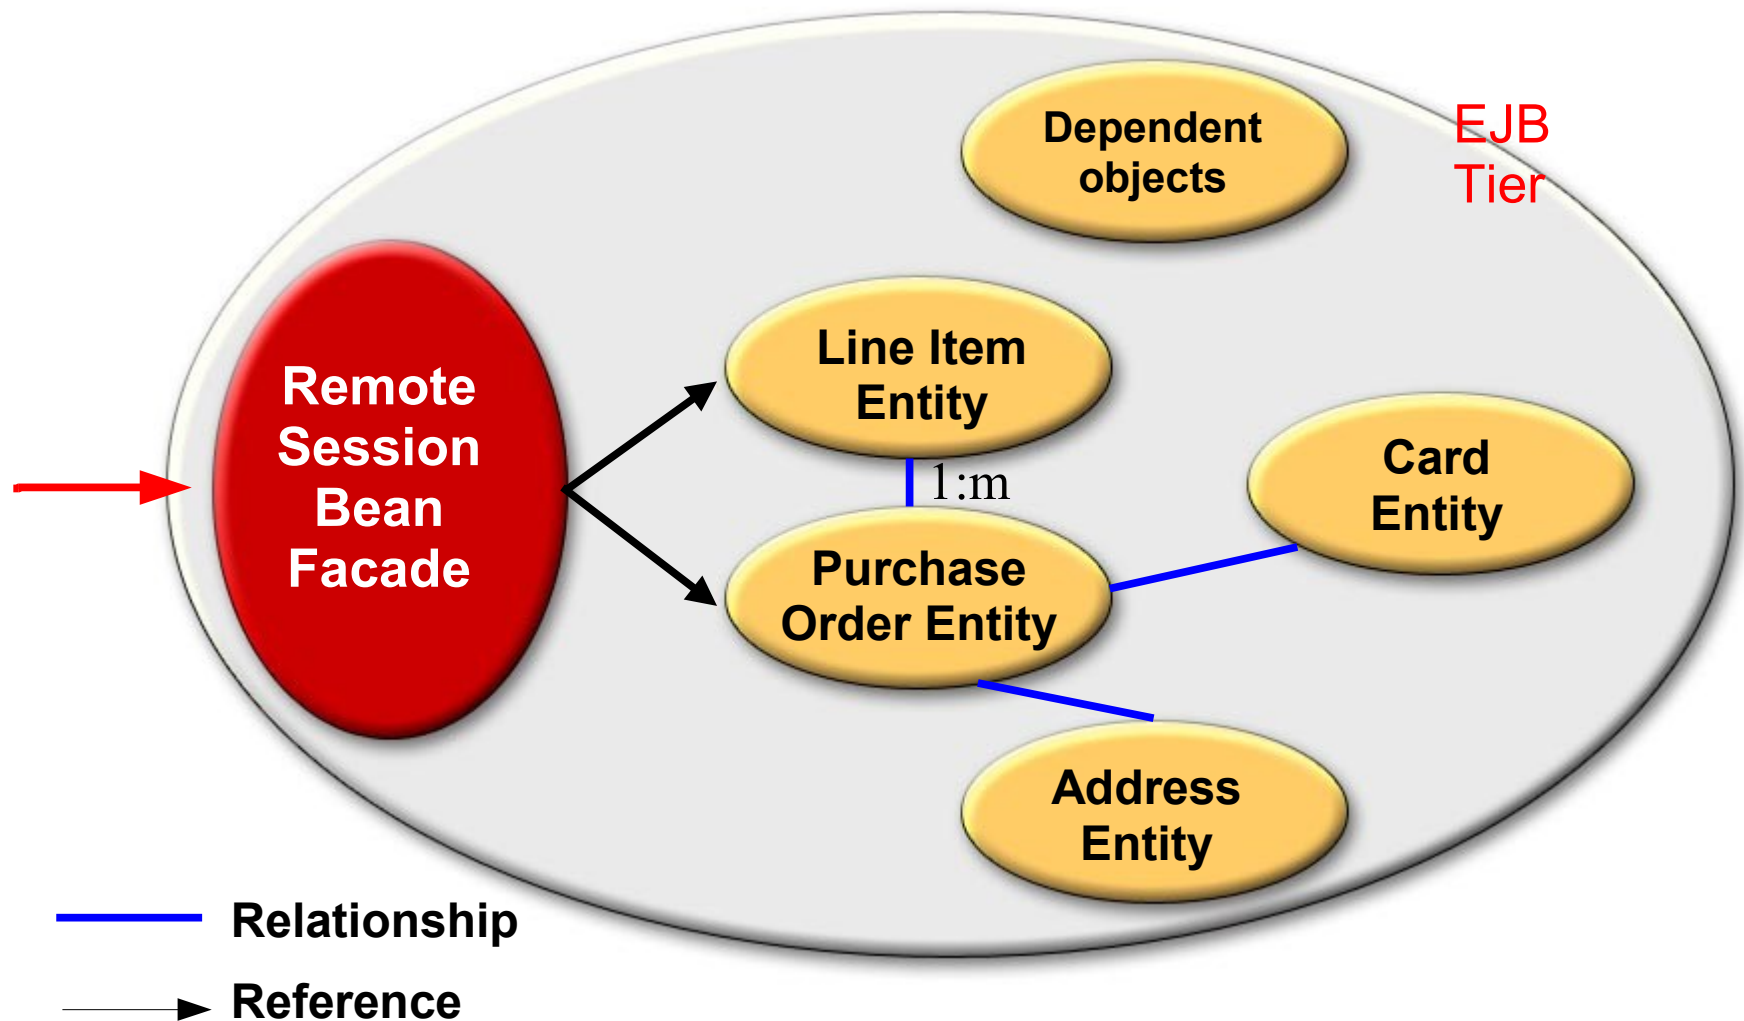 Dependent
objects
EJB
Tier
Line Item
Entity
Remote
Session
Bean
Facade
1:m
Card
Entity
Purchase
Order Entity
Address
Entity
Relationship
Reference